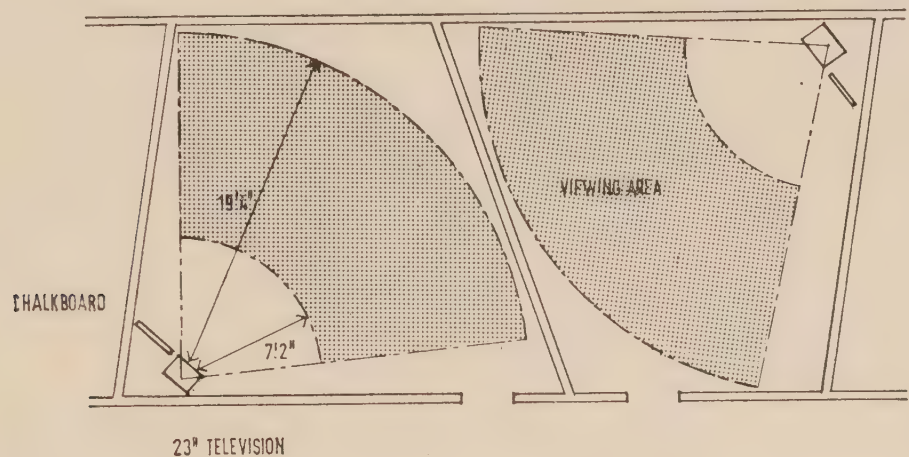 19'4"
VIEWING AREA
CHALKBOARD
7'2"
23" TELEVISION